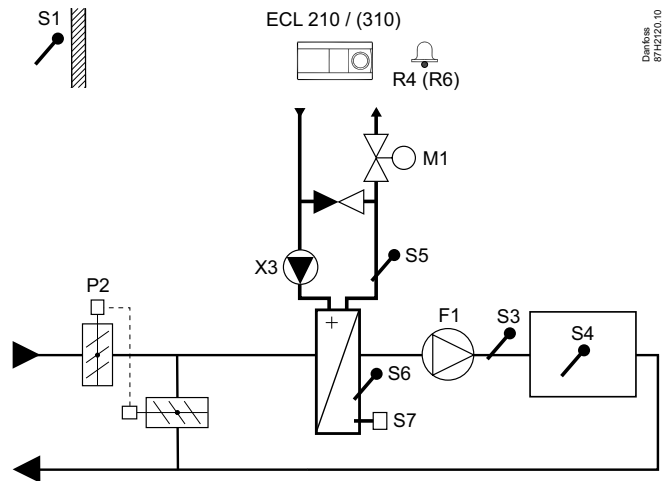 S1
ECL 210 / (310)
R4 (R6)
Danfoss
87H2120.10
M1
X3
S5
P2
F1
S3
S4
S6
S7